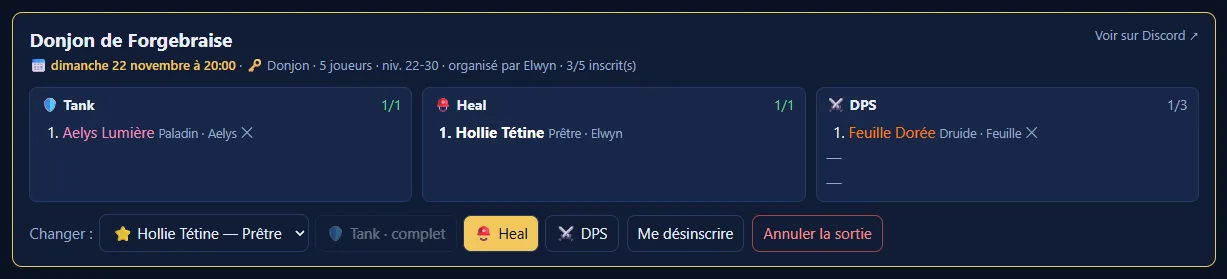 Donjon de Forgebraise
Voir sur Discord ↗
dimanche 22 novembre à 20:00 · Donjon · 5 joueurs · niv. 22-30 · organisé par Elwyn · 3/5 inscrit(s)
Tank 1/1
1. Aelys Lumière Paladin · Aelys ✕
Heal 1/1
1. Hollie Tétine Prêtre · Elwyn
DPS 1/3
1. Feuille Dorée Druide · Feuille ✕
—
—
Changer : Hollie Tétine — Prêtre Tank · complet Heal DPS Me désinscrire Annuler la sortie